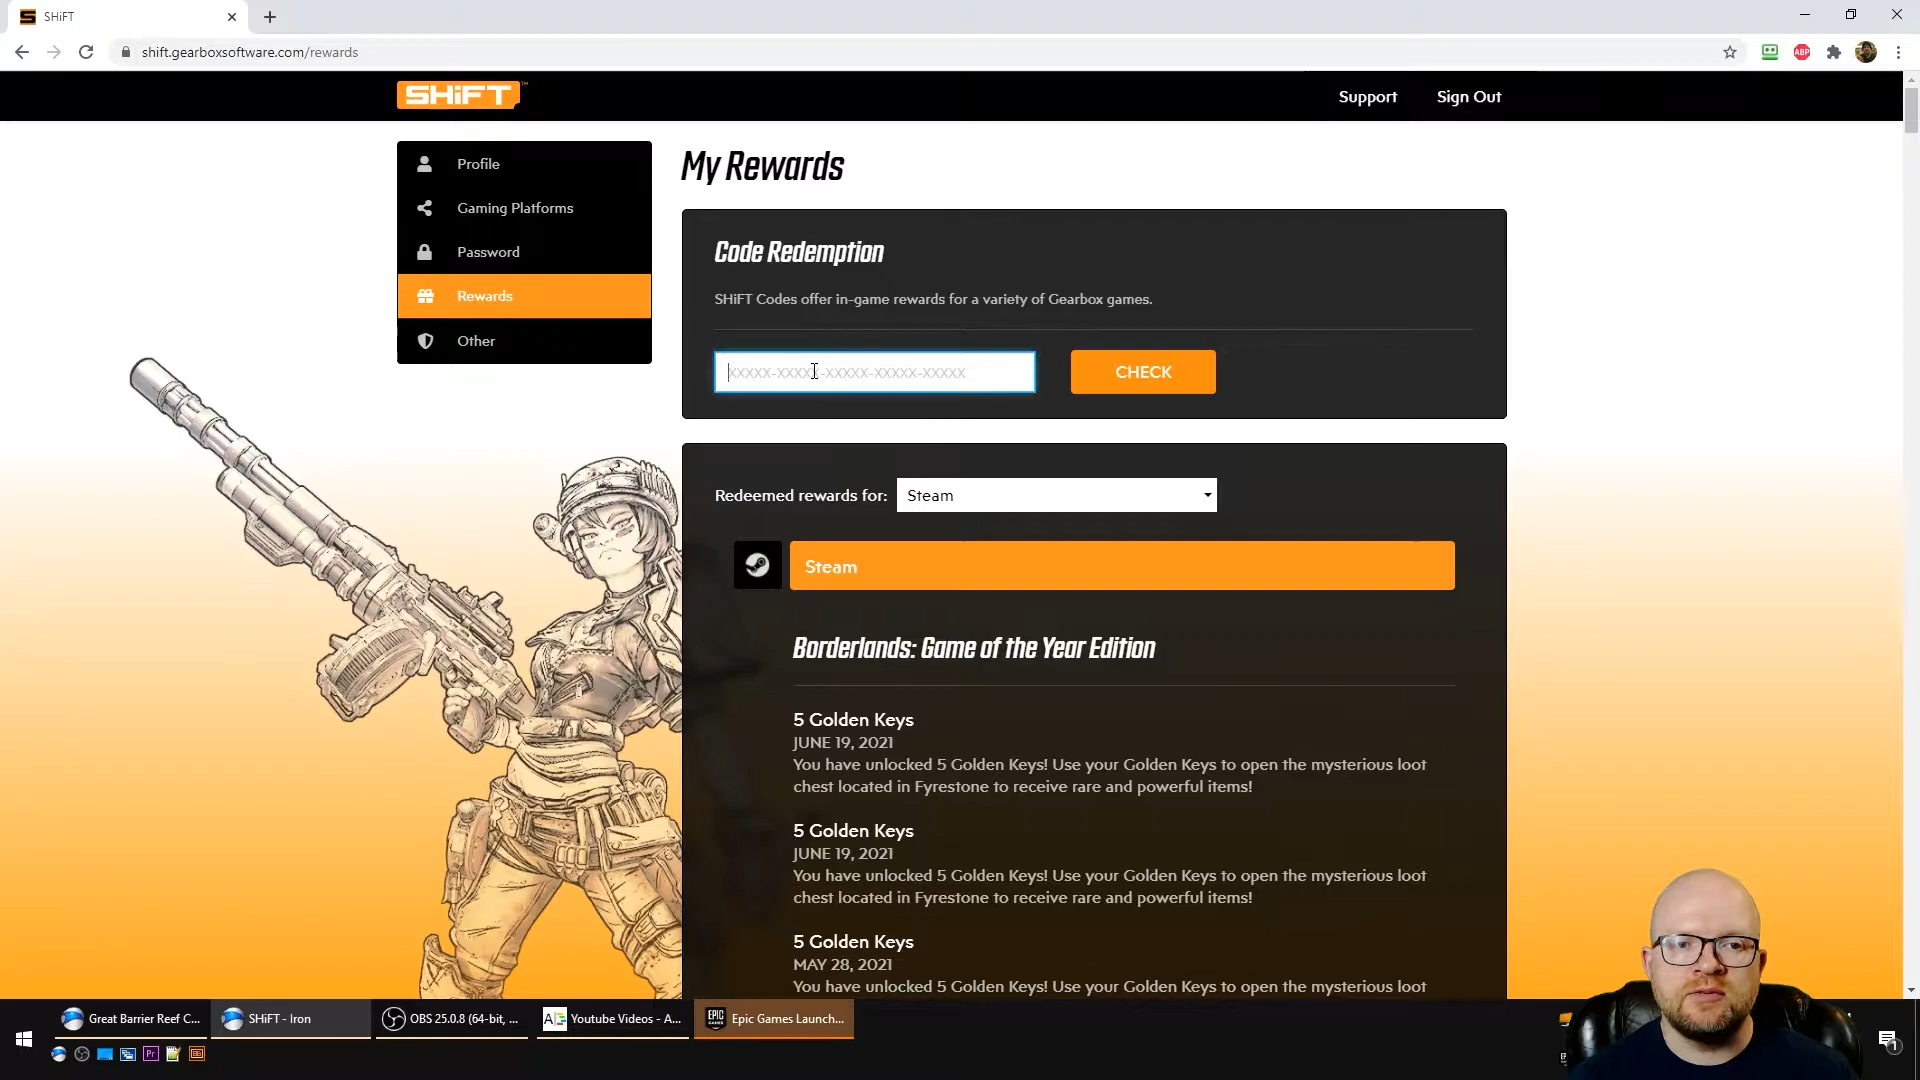 SHiFT
shift.gearboxsoftware.com/rewards
ABP
SHiFT™
Support
Sign Out
Profile
Gaming Platforms
Password
Rewards
Other
My Rewards
Code Redemption
SHiFT Codes offer in-game rewards for a variety of Gearbox games.
XXXXX-XXXXX-XXXXX-XXXXX-XXXXX
CHECK
Redeemed rewards for:
Steam
Steam
Borderlands: Game of the Year Edition
5 Golden Keys
JUNE 19, 2021
You have unlocked 5 Golden Keys! Use your Golden Keys to open the mysterious loot
chest located in Fyrestone to receive rare and powerful items!
5 Golden Keys
JUNE 19, 2021
You have unlocked 5 Golden Keys! Use your Golden Keys to open the mysterious loot
chest located in Fyrestone to receive rare and powerful items!
5 Golden Keys
MAY 28, 2021
You have unlocked 5 Golden Keys! Use your Golden Keys to open the mysterious loot
Great Barrier Reef C...
SHiFT - Iron
OBS 25.0.8 (64-bit, ...
Youtube Videos - A...
EPIC GAMES
Epic Games Launch...
Pr
1